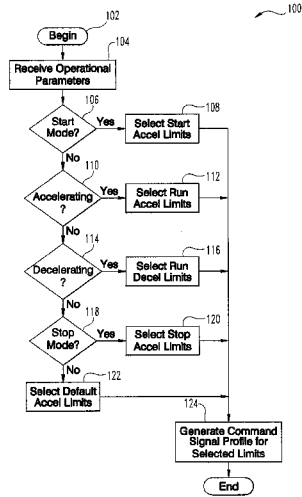 100
102
Begin
104
Receive Operational
Parameters
106
Start
Mode?
Yes
108
Select Start
Accel Limits
No
110
Accelerating
?
Yes
112
Select Run
Accel Limits
No
114
Decelerating
?
Yes
116
Select Run
Decel Limits
No
118
Stop
Mode?
Yes
120
Select Stop
Accel Limits
No
122
Select Default
Accel Limits
124
Generate Command
Signal Profile for
Selected Limits
End